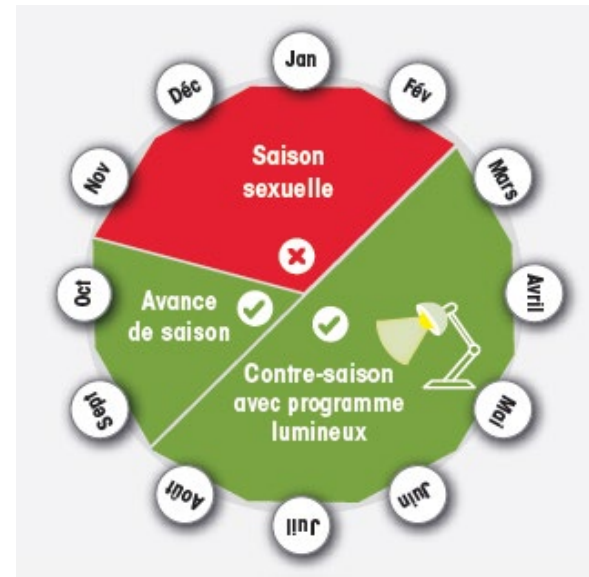 Jan
Fév
Mars
Avril
Mai
Juin
Juil
Août
Sept
Oct
Nov
Déc
Saison
sexuelle
Avance
de saison
Contre-saison
avec programme
lumineux